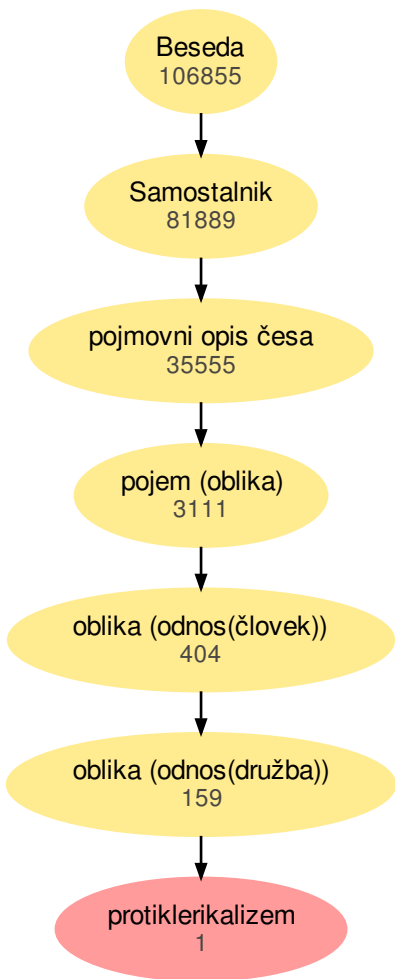 Beseda
106855
Samostalnik
81889
pojmovni opis česa
35555
pojem (oblika)
3111
oblika (odnos(človek))
404
oblika (odnos(družba))
159
protiklerikalizem
1